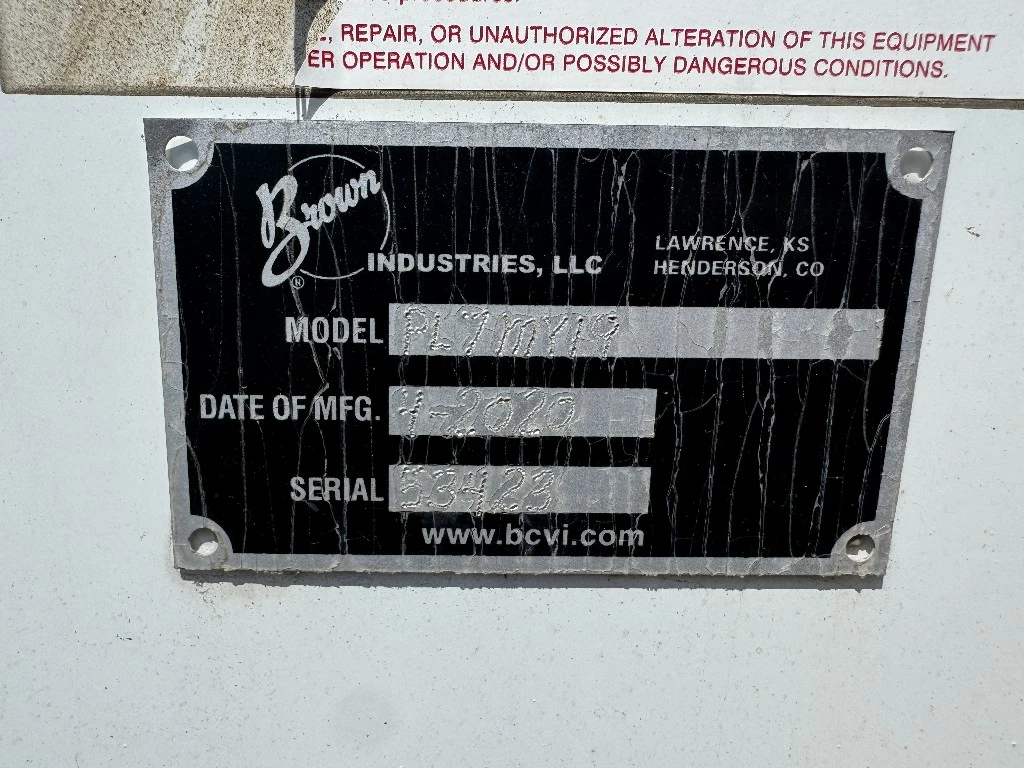 REPAIR, OR UNAUTHORIZED ALTERATION OF THIS EQUIPMENT
ER OPERATION AND/OR POSSIBLY DANGEROUS CONDITIONS.
Brown
®
INDUSTRIES, LLC
LAWRENCE, KS
HENDERSON, CO
MODEL PL7MY19
DATE OF MFG. 4-2020
SERIAL 53423
www.bcvi.com